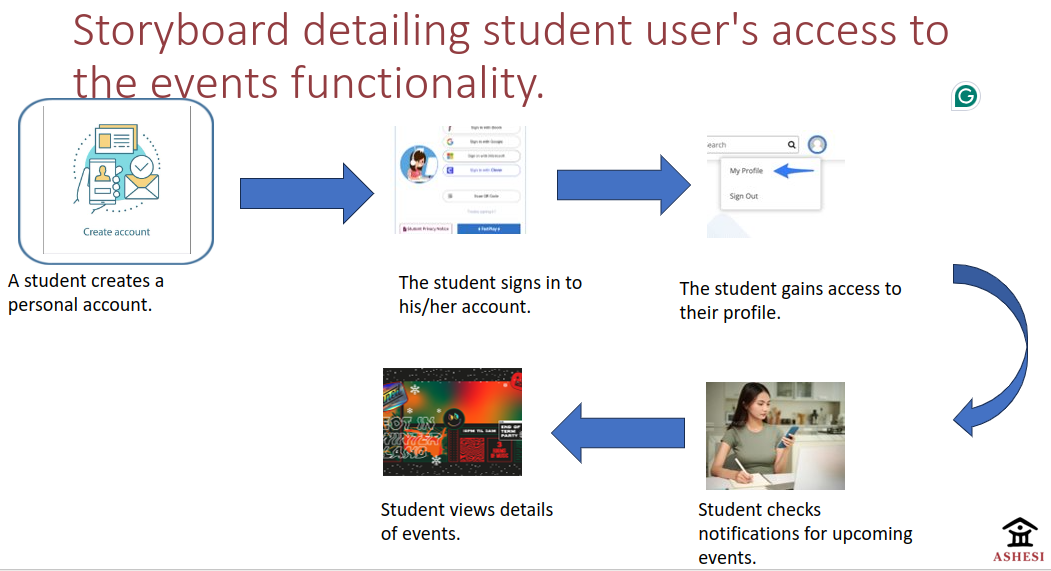 Storyboard detailing student user's access to
the events functionality.
Create account
A student creates a
personal account.
Sign in with Google
Sign in with Microsoft
Sign in with Clever
Scan QR Code
Student Privacy Notice
The student signs in to
his/her account.
earch
My Profile
Sign Out
The student gains access to
their profile.
Student checks
notifications for upcoming
events.
10PM TIL 2AM
END OF
TERM
PARTY
Student views details
of events.
ASHESI